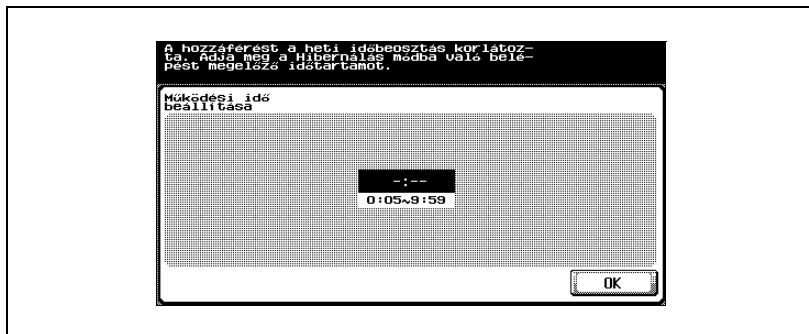 A hozzáférést a heti időbeosztás korlátoz-
ta. Adja meg a Hibernálás módba való belé-
pést megelőző időtartamot.
Működési idő
beállítása
-:--
0:05~9:59
OK